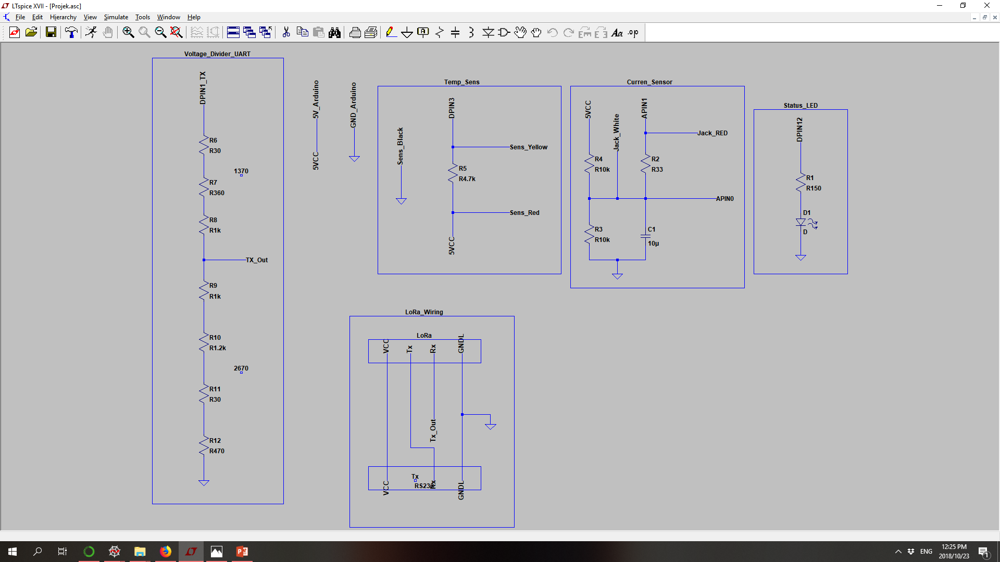 LTspice XVII - [Projek.asc]
File Edit Hierarchy View Simulate Tools Window Help
Voltage_Divider_UART
DPIN1_TX
R6
R30
1370
R7
R360
R8
R1k
TX_Out
R9
R1k
R10
R1.2k
2670
R11
R30
R12
R470
5V_Arduino
5VCC
GND_Arduino
Temp_Sens
Sens_Black
DPIN3
Sens_Yellow
R5
R4.7k
Sens_Red
5VCC
Curren_Sensor
5VCC
Jack_White
APIN1
Jack_RED
R4
R10k
R2
R33
APIN0
R3
R10k
C1
10µ
Status_LED
DPIN12
R1
R150
D1
D
LoRa_Wiring
LoRa
VCC
Tx
Rx
GNDL
Tx_Out
Tx
RS232
VCC
Rx
GNDL
ENG
12:25 PM
2018/10/23
1